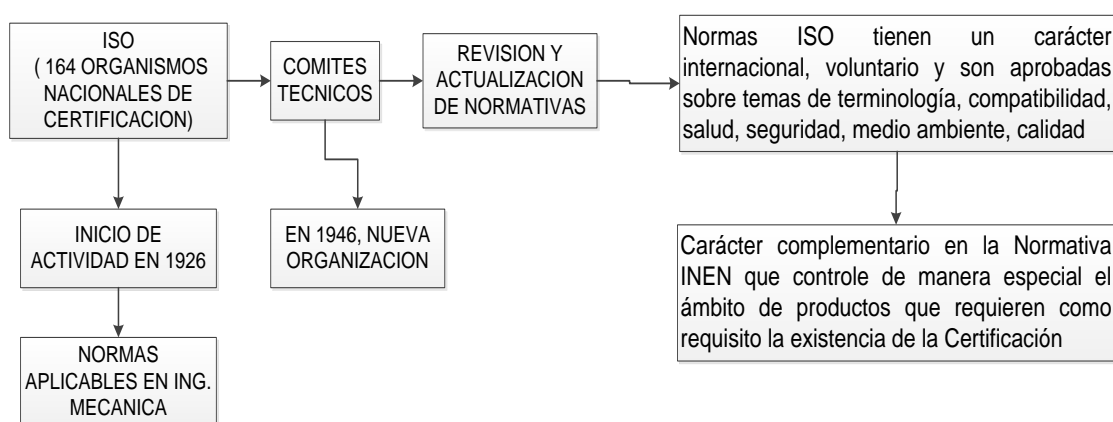 ISO
( 164 ORGANISMOS
NACIONALES DE
CERTIFICACION)
COMITES
TECNICOS
REVISION Y
ACTUALIZACION
DE NORMATIVAS
Normas ISO tienen un carácter
internacional, voluntario y son aprobadas
sobre temas de terminología, compatibilidad,
salud, seguridad, medio ambiente, calidad
INICIO DE
ACTIVIDAD EN 1926
EN 1946, NUEVA
ORGANIZACION
Carácter complementario en la Normativa
INEN que controle de manera especial el
ámbito de productos que requieren como
requisito la existencia de la Certificación
NORMAS
APLICABLES EN ING.
MECANICA